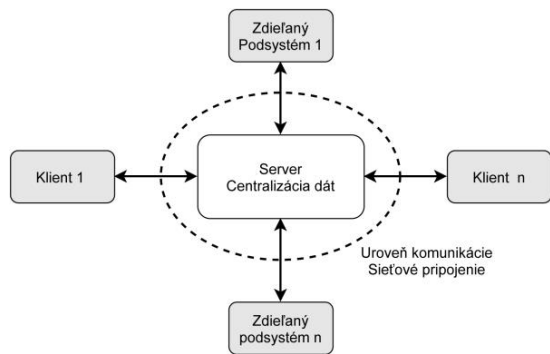 Zdieľaný
Podsystém 1
Klient 1
Server
Centralizácia dát
Klient n
Uroveň komunikácie
Sieťové pripojenie
Zdieľaný
podsystém n